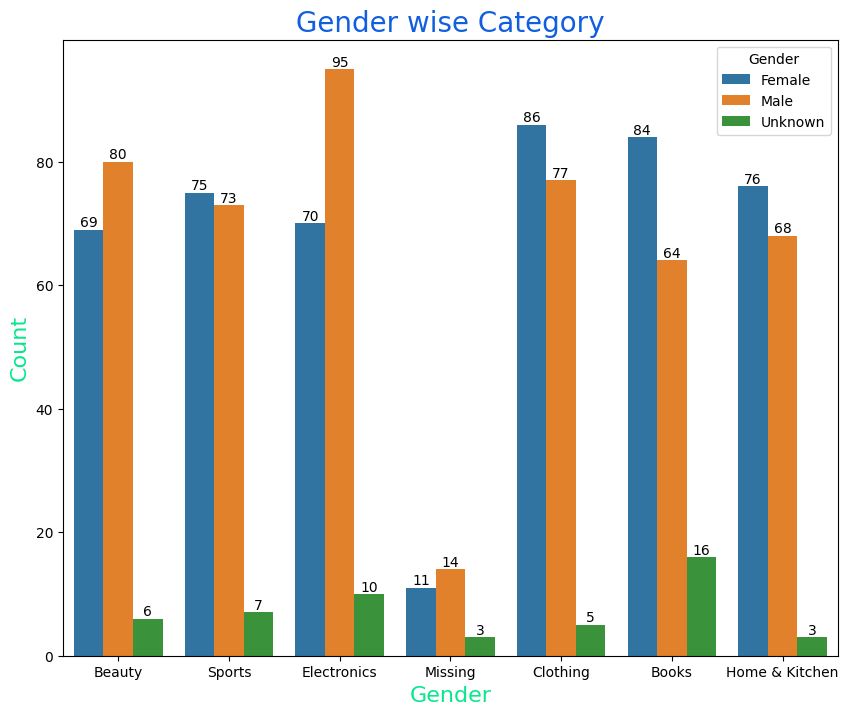 Gender wise Category
Gender
Female
Male
Unknown
Count
80
60
40
20
0
69
80
6
75
73
7
70
95
10
11
14
3
86
77
5
84
64
16
76
68
3
Beauty
Sports
Electronics
Missing
Clothing
Books
Home & Kitchen
Gender